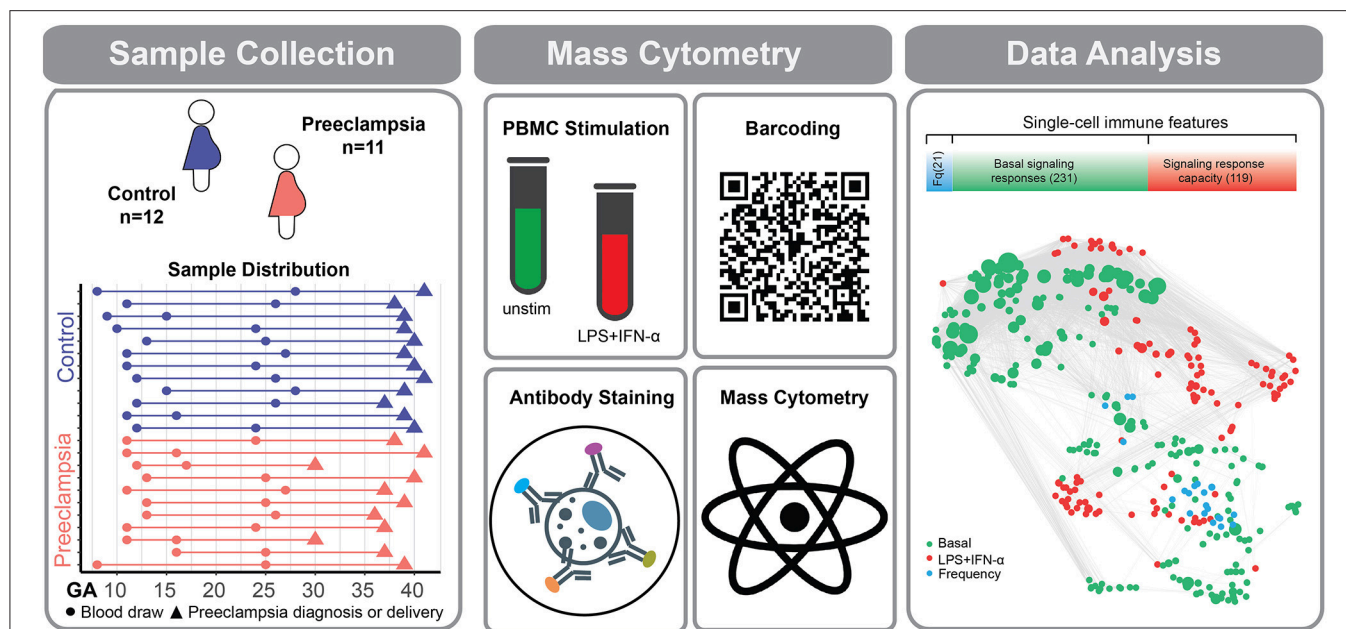 Sample Collection
Preeclampsia
n=11
Control
n=12
Sample Distribution
Control
Preeclampsia
GA 10 15 20 25 30 35 40
Blood draw Preeclampsia diagnosis or delivery
Mass Cytometry
PBMC Stimulation
unstim
LPS+IFN-α
Barcoding
Antibody Staining
Mass Cytometry
Data Analysis
Single-cell immune features
Fq(21)
Basal signaling
responses (231)
Signaling response
capacity (119)
Basal
LPS+IFN-α
Frequency